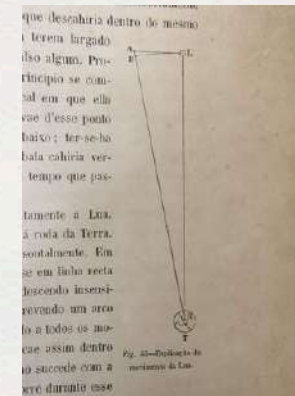 que descahiria dentro do mesmo
terem largado
lso algum. Pro-
rincipio se com-
al em que ella
vae d'esse ponto
baixo; ter-se-ha
bala cahiria ver-
tempo que pas-
A
B
L
tamente a Lua.
á roda da Terra.
sontalmente. Em
se em linha recta
descendo insensi-
revendo um arco
do a todos os mo-
cae assim dentro
o succede com a
orre durante esse
T
Fig. 55—Explicação do
movimento da Lua.